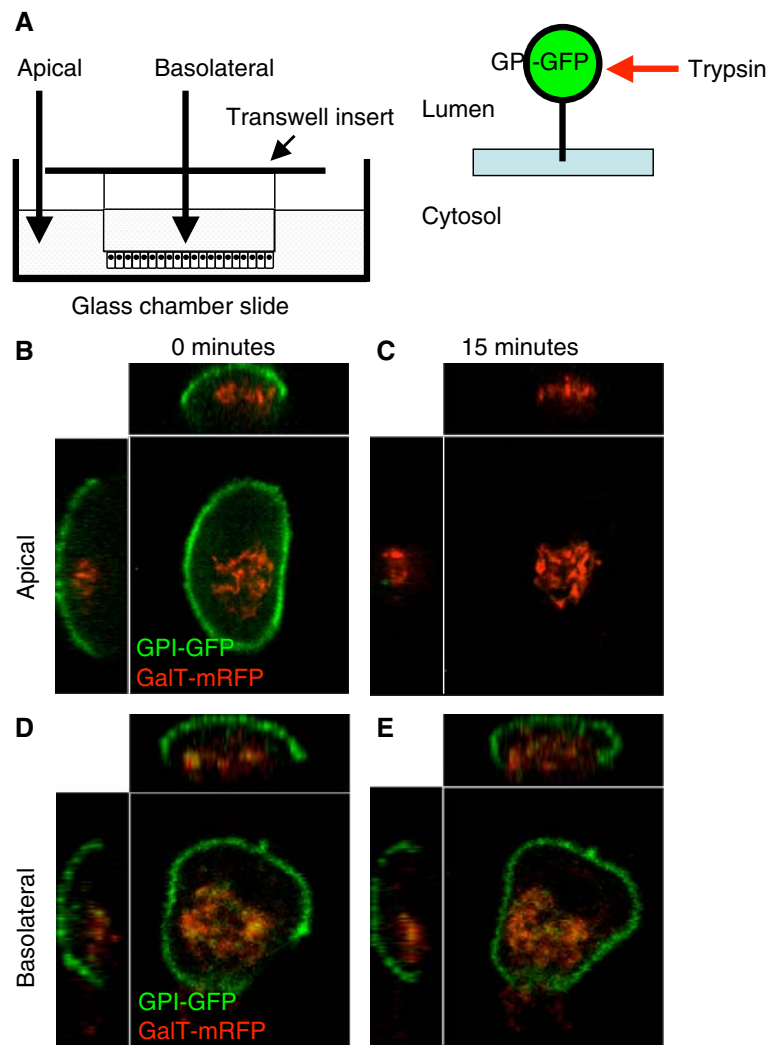 A
Apical
Basolateral
Transwell insert
Glass chamber slide
GPI-GFP
Trypsin
Lumen
Cytosol
B
0 minutes
C
15 minutes
Apical
GPI-GFP
GalT-mRFP
D
E
Basolateral
GPI-GFP
GalT-mRFP